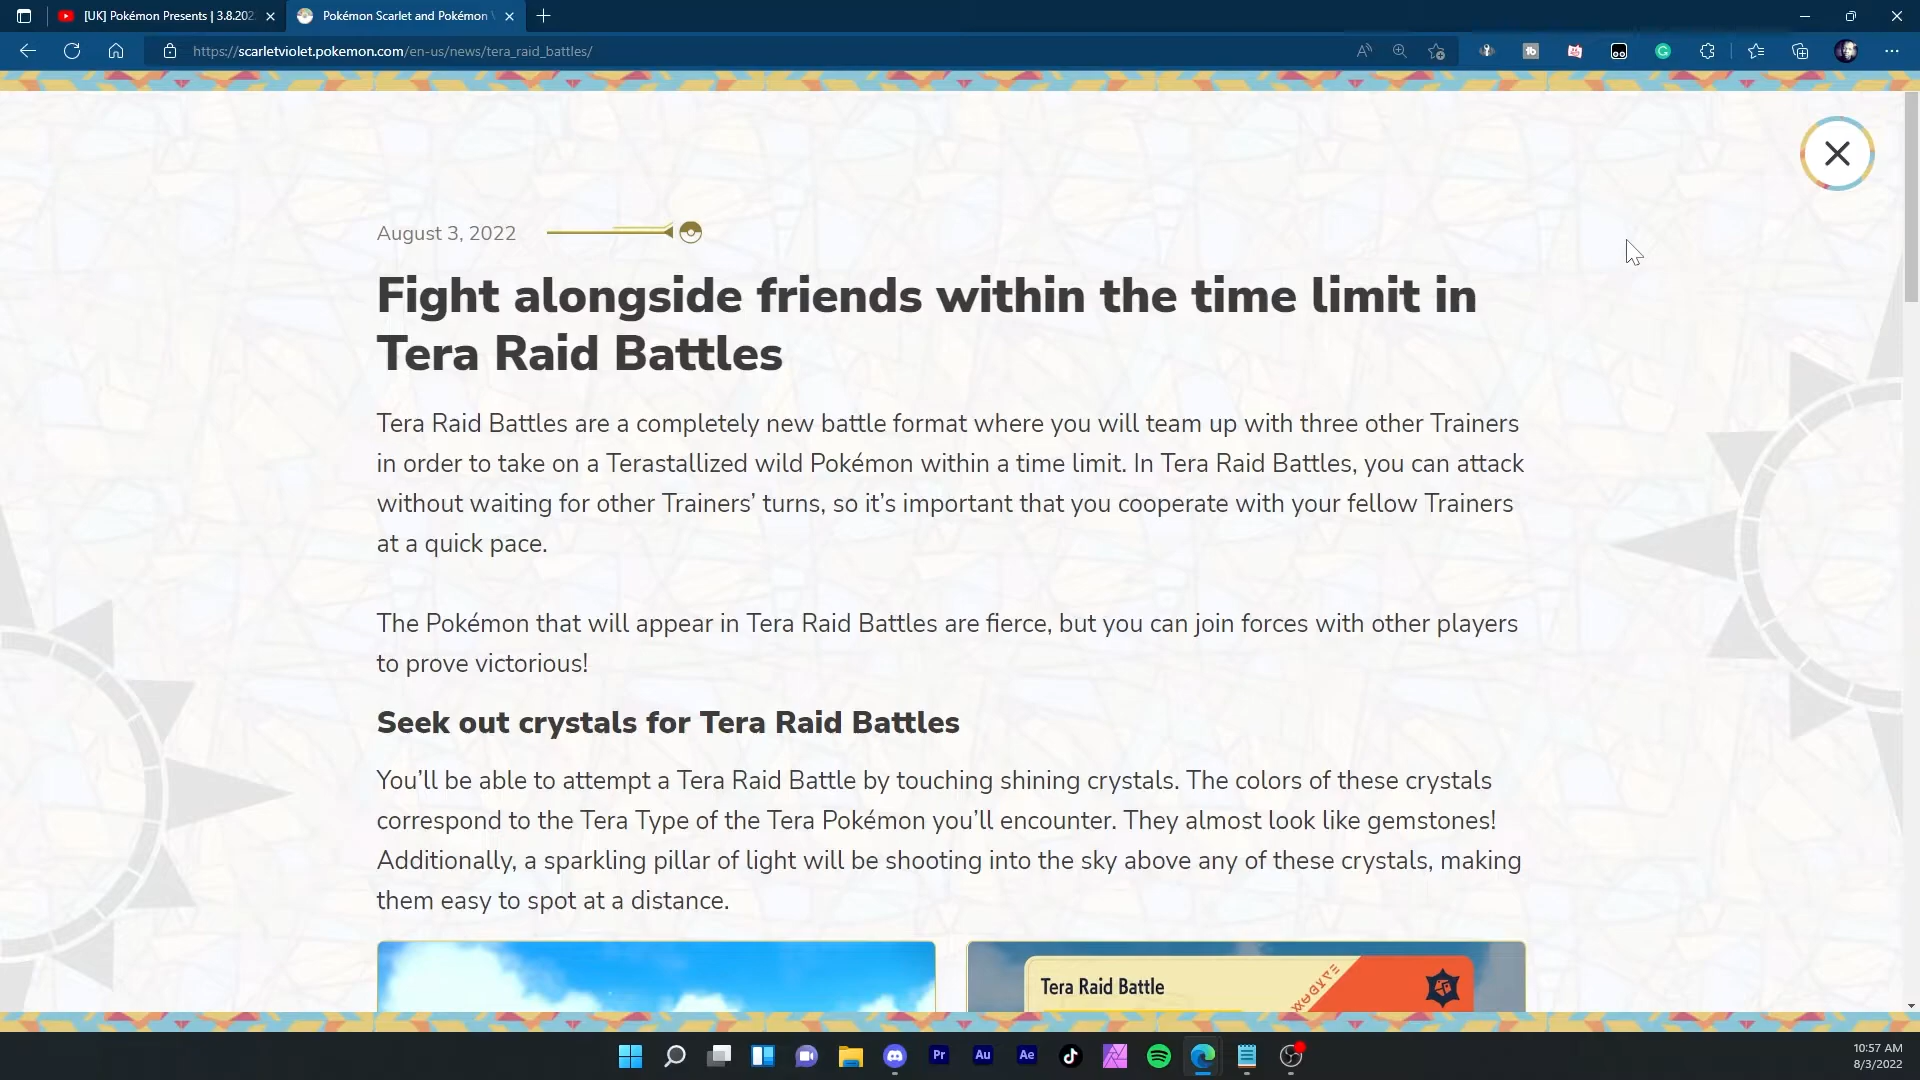 [UK] Pokémon Presents | 3.8.202
Pokémon Scarlet and Pokémon
https://scarletviolet.pokemon.com/en-us/news/tera_raid_battles/
August 3, 2022
Fight alongside friends within the time limit in
Tera Raid Battles
Tera Raid Battles are a completely new battle format where you will team up with three other Trainers
in order to take on a Terastallized wild Pokémon within a time limit. In Tera Raid Battles, you can attack
without waiting for other Trainers’ turns, so it’s important that you cooperate with your fellow Trainers
at a quick pace.
The Pokémon that will appear in Tera Raid Battles are fierce, but you can join forces with other players
to prove victorious!
Seek out crystals for Tera Raid Battles
You’ll be able to attempt a Tera Raid Battle by touching shining crystals. The colors of these crystals
correspond to the Tera Type of the Tera Pokémon you’ll encounter. They almost look like gemstones!
Additionally, a sparkling pillar of light will be shooting into the sky above any of these crystals, making
them easy to spot at a distance.
Tera Raid Battle
Pr
Au
Ae
10:57 AM
8/3/2022